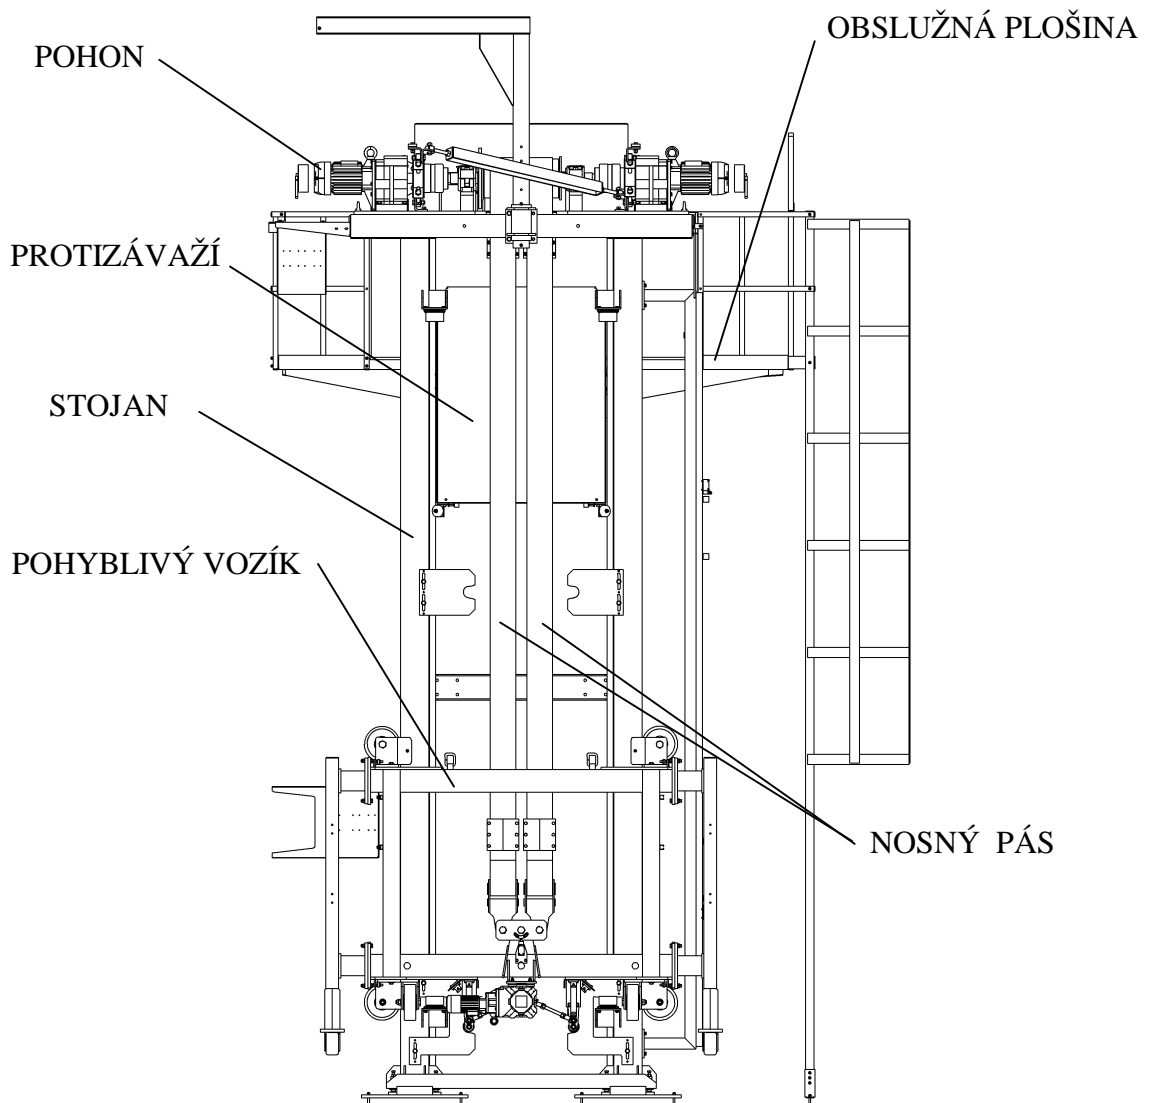 OBSLUŽNÁ PLOŠINA
POHON
PROTIZÁVAŽÍ
STOJAN
POHYBLIVÝ VOZÍK
NOSNÝ PÁS